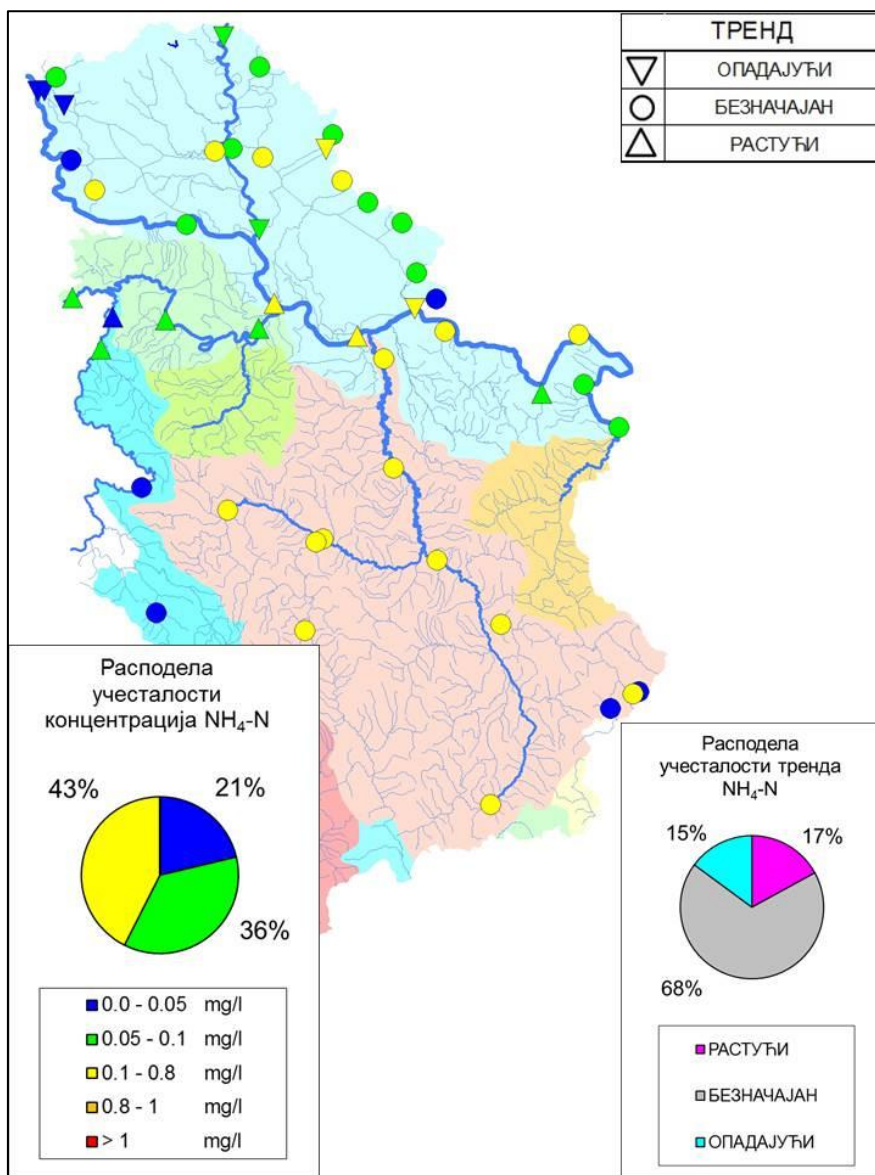 ТРЕНД
ОПАДАЈУЋИ
БЕЗНАЧАЈАН
РАСТУЋИ
Расподела
учесталости
концентрација NH₄-N
43%
21%
36%
0.0 - 0.05 mg/l
0.05 - 0.1 mg/l
0.1 - 0.8 mg/l
0.8 - 1 mg/l
> 1 mg/l
Расподела
учесталости тренда
NH₄-N
15%
17%
68%
РАСТУЋИ
БЕЗНАЧАЈАН
ОПАДАЈУЋИ